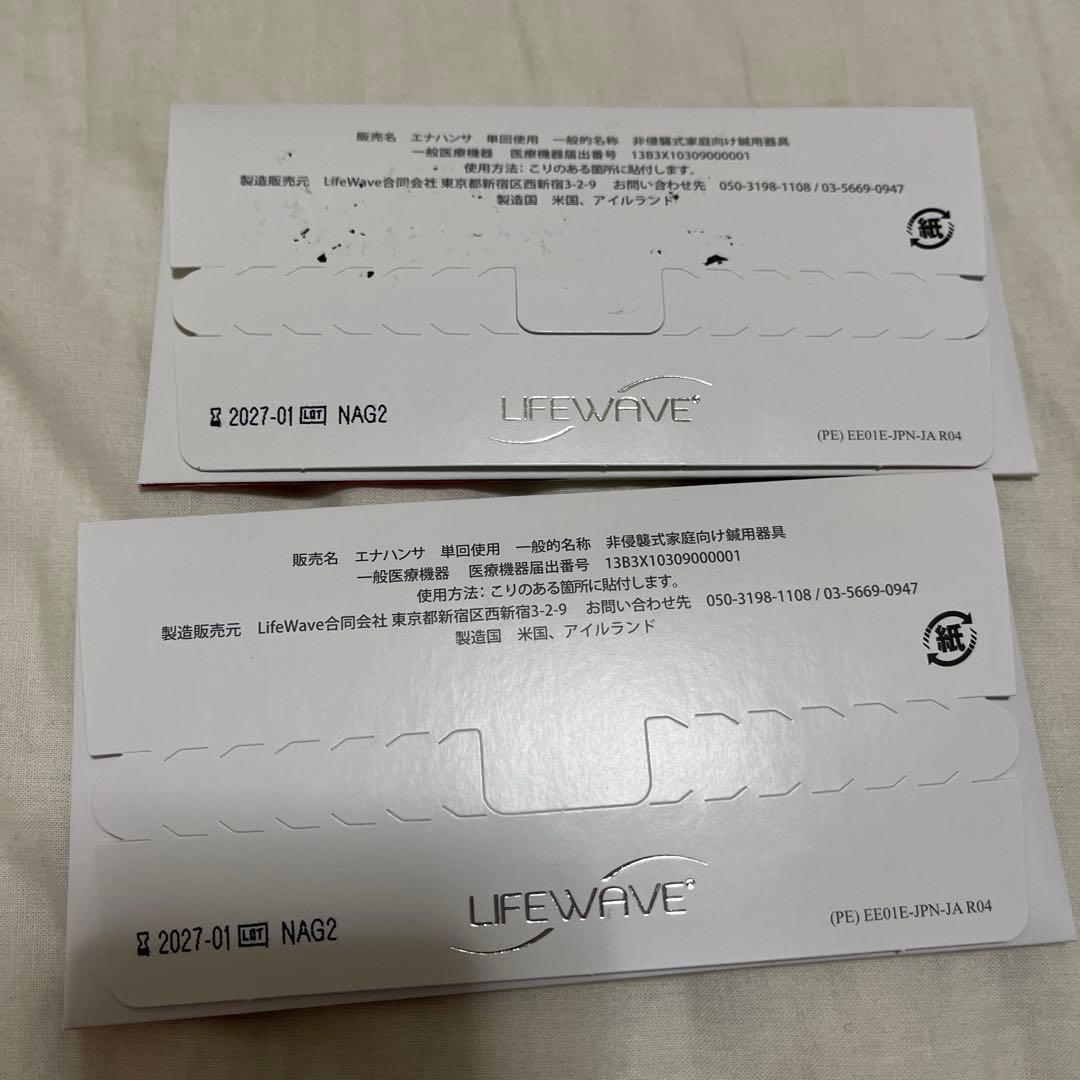 販売名 エナハンサ 単回使用 一般的名称 非侵襲式家庭向け鍼用器具
一般医療機器 医療機器届出番号 13B3X10309000001
使用方法：こりのある箇所に貼付します。
製造販売元 LifeWave合同会社 東京都新宿区西新宿3-2-9 お問い合わせ先 050-3198-1108 / 03-5669-0947
製造国 米国、アイルランド
紙
2027-01 LOT NAG2
LIFEWAVE
(PE) EE01E-JPN-JA R04
販売名 エナハンサ 単回使用 一般的名称 非侵襲式家庭向け鍼用器具
一般医療機器 医療機器届出番号 13B3X10309000001
使用方法：こりのある箇所に貼付します。
製造販売元 LifeWave合同会社 東京都新宿区西新宿3-2-9 お問い合わせ先 050-3198-1108 / 03-5669-0947
製造国 米国、アイルランド
紙
2027-01 LOT NAG2
LIFEWAVE
(PE) EE01E-JPN-JA R04